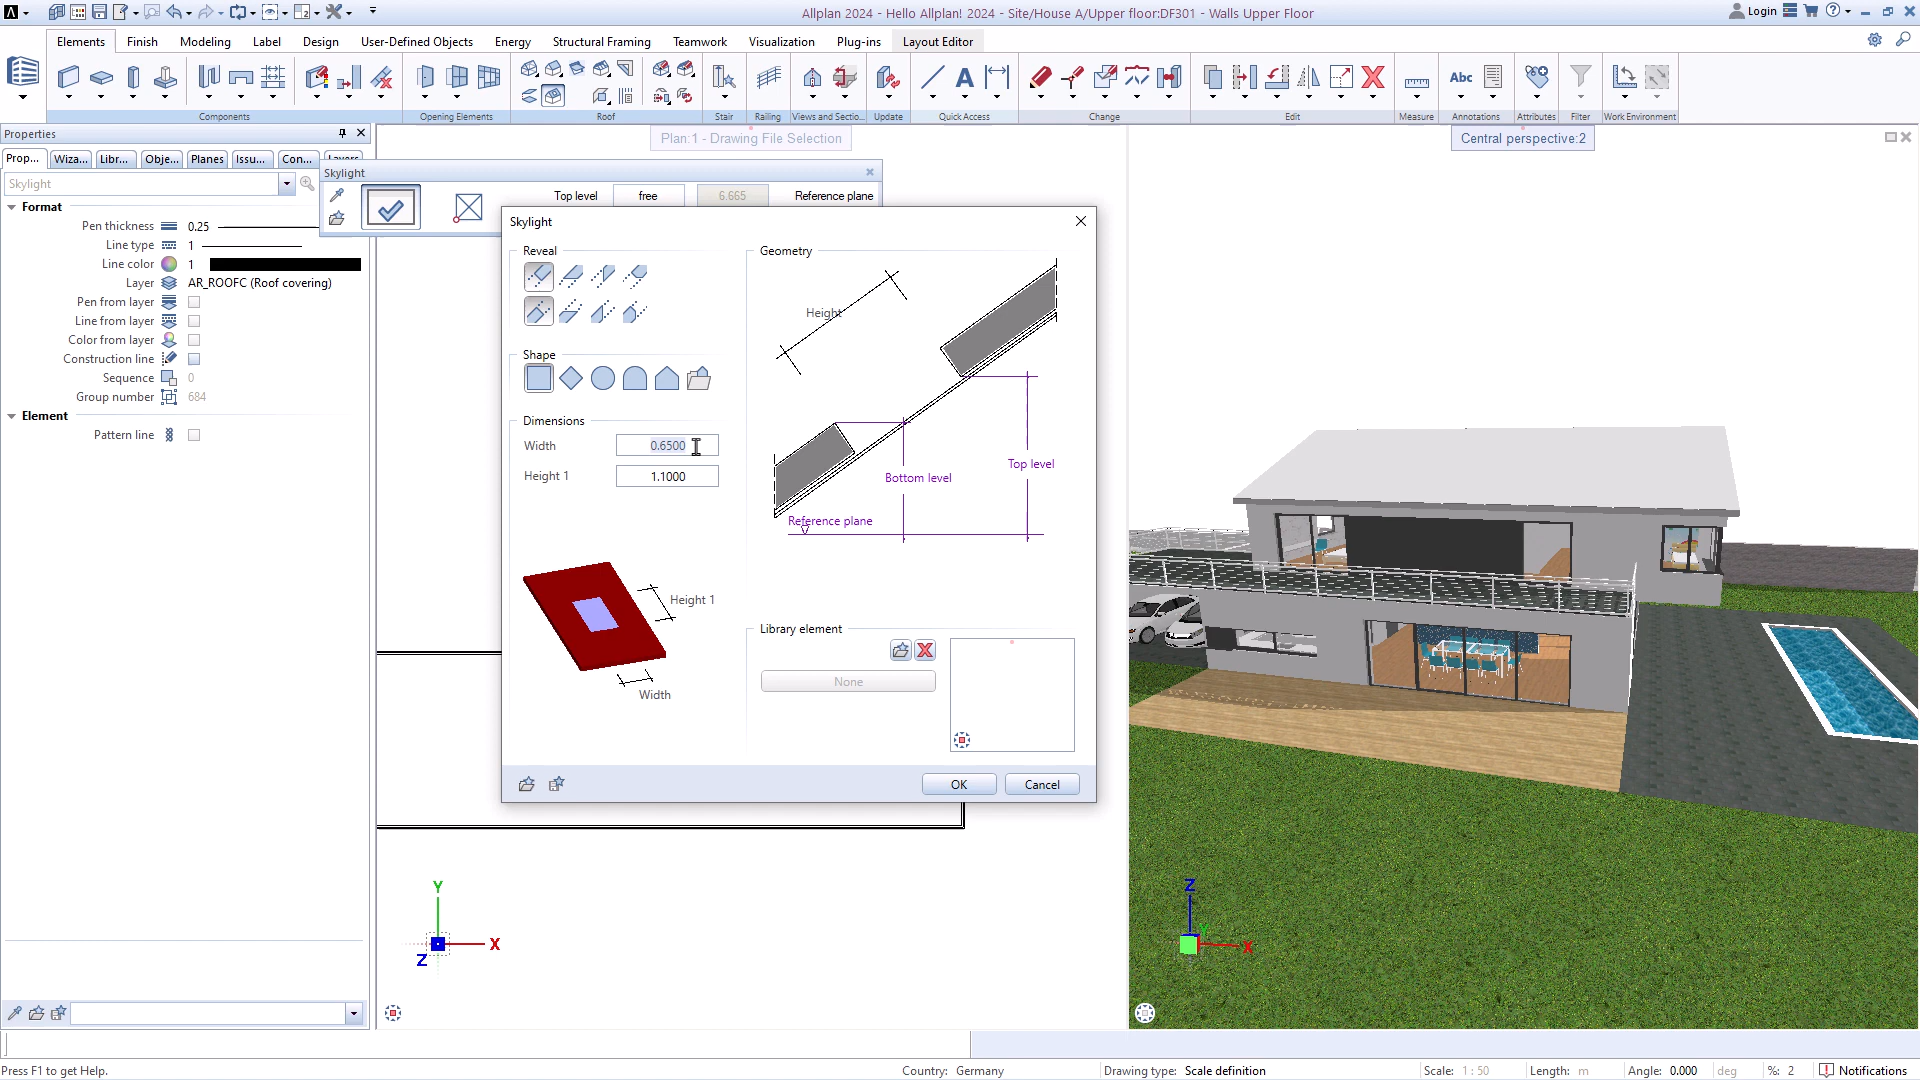 Allplan 2024 - Hello Allplan! 2024 - Site/House A/Upper floor:DF301 - Walls Upper Floor
Login
Elements Finish Modeling Label Design User-Defined Objects Energy Structural Framing Teamwork Visualization Plug-ins Layout Editor
Abc
Components Opening Elements Roof Stair Railing Views and Sectio... Update Quick Access Change Edit Measure Annotations Attributes Filter Work Environment
Properties
Plan:1 - Drawing File Selection
Central perspective:2
Prop... Wiza... Libr... Obje... Planes Issu... Con... Layers
Skylight
Skylight
Format
Top level free 6.665 Reference plane
Pen thickness 0.25
Line type 1
Line color 1
Layer AR_ROOFC (Roof covering)
Pen from layer
Line from layer
Color from layer
Construction line
Sequence 0
Group number 684
Element
Pattern line
Skylight
Reveal
Geometry
Height
Shape
Dimensions
Width 0.6500
Height 1 1.1000
Top level
Bottom level
Reference plane
Height 1
Width
Library element
None
OK Cancel
Y
X
Z
Z
Y
X
Press F1 to get Help.
Country: Germany
Drawing type: Scale definition
Scale: 1 : 50
Length: m
Angle: 0.000 deg
%: 2
Notifications